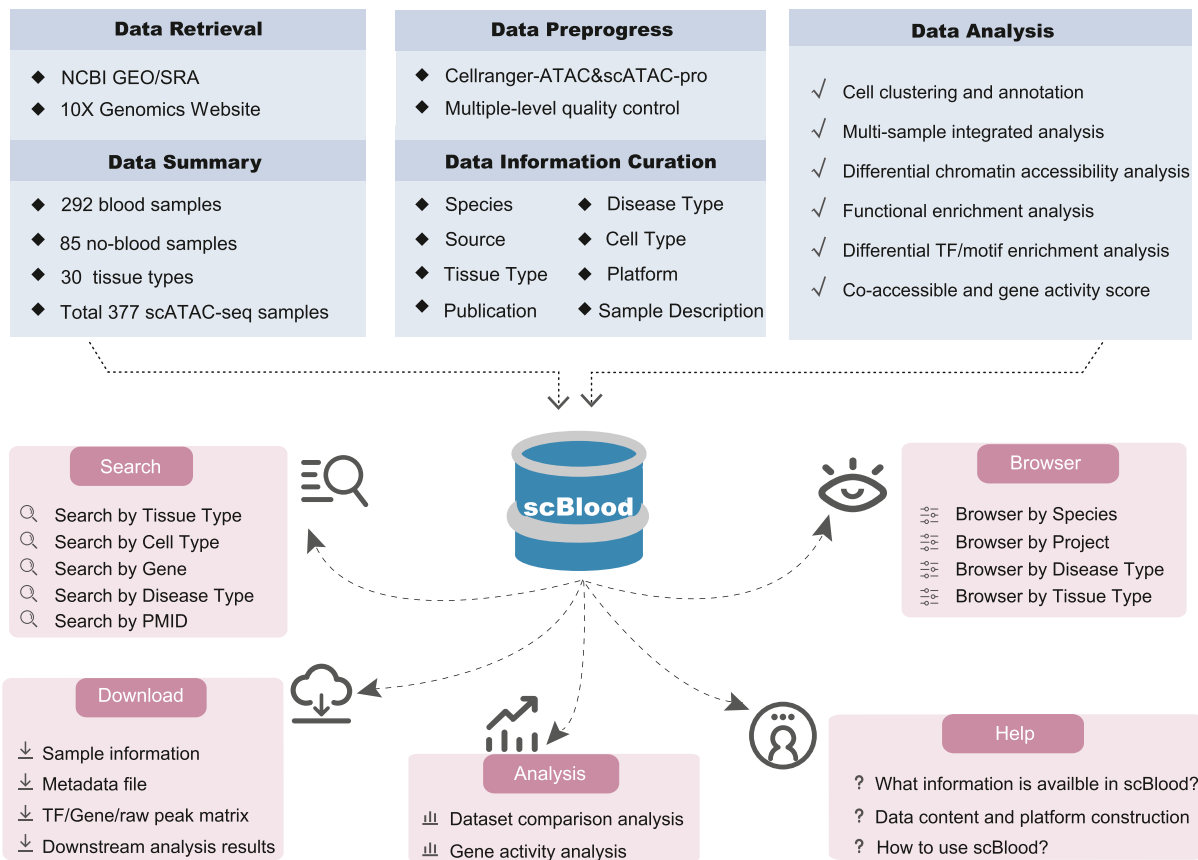 Data Retrieval
NCBI GEO/SRA
10X Genomics Website
Data Summary
292 blood samples
85 no-blood samples
30 tissue types
Total 377 scATAC-seq samples
Data Preprogress
Cellranger-ATAC&scATAC-pro
Multiple-level quality control
Data Information Curation
Species
Source
Tissue Type
Publication
Disease Type
Cell Type
Platform
Sample Description
Data Analysis
Cell clustering and annotation
Multi-sample integrated analysis
Differential chromatin accessibility analysis
Functional enrichment analysis
Differential TF/motif enrichment analysis
Co-accessible and gene activity score
scBlood
Search
Search by Tissue Type
Search by Cell Type
Search by Gene
Search by Disease Type
Search by PMID
Browser
Browser by Species
Browser by Project
Browser by Disease Type
Browser by Tissue Type
Download
Sample information
Metadata file
TF/Gene/raw peak matrix
Downstream analysis results
Analysis
Dataset comparison analysis
Gene activity analysis
Help
? What information is availble in scBlood?
? Data content and platform construction
? How to use scBlood?